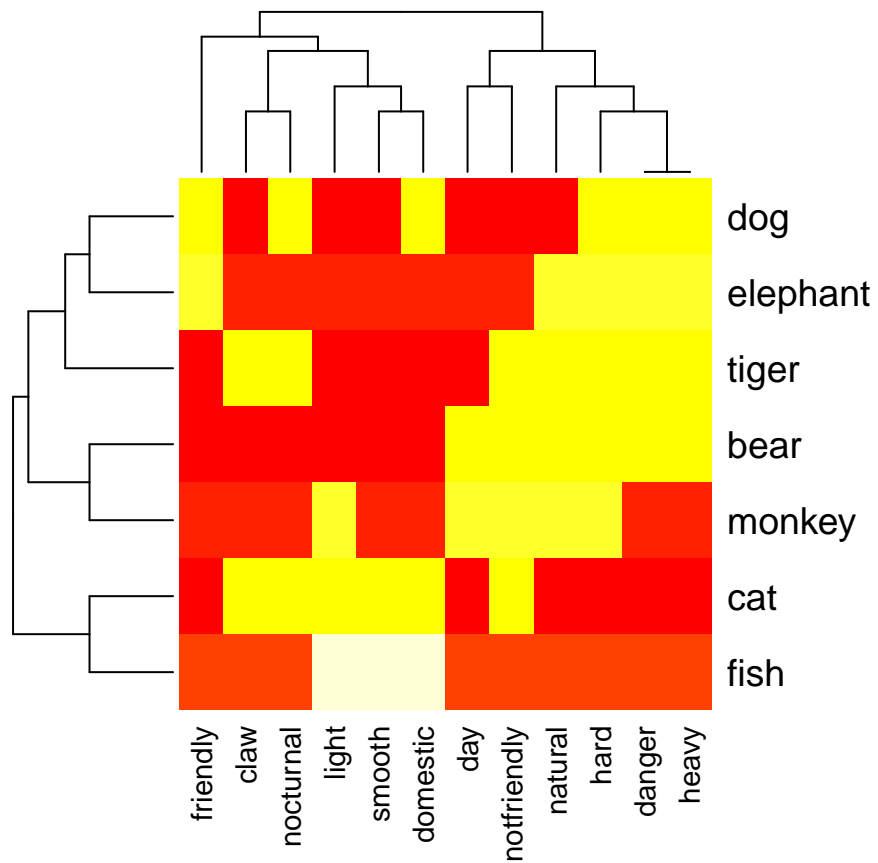 dog
elephant
tiger
bear
monkey
cat
fish
friendly
claw
nocturnal
light
smooth
domestic
day
notfriendly
natural
hard
danger
heavy